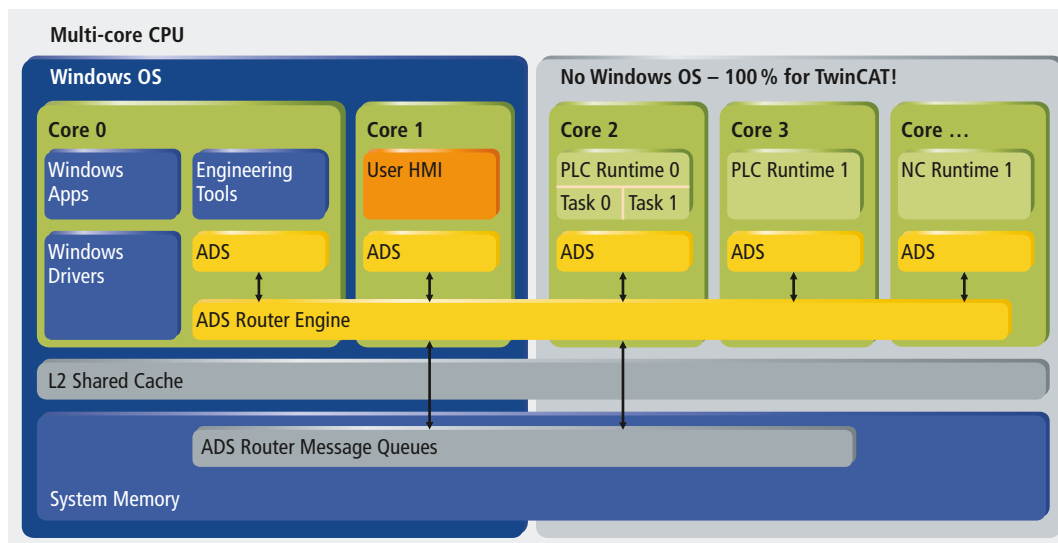 Multi-core CPU
Windows OS
No Windows OS – 100 % for TwinCAT!
Core 0
Core 1
Core 2
Core 3
Core …
Windows
Apps
Engineering
Tools
User HMI
PLC Runtime 0
Task 0
Task 1
PLC Runtime 1
NC Runtime 1
Windows
Drivers
ADS
ADS
ADS
ADS
ADS
ADS Router Engine
L2 Shared Cache
ADS Router Message Queues
System Memory